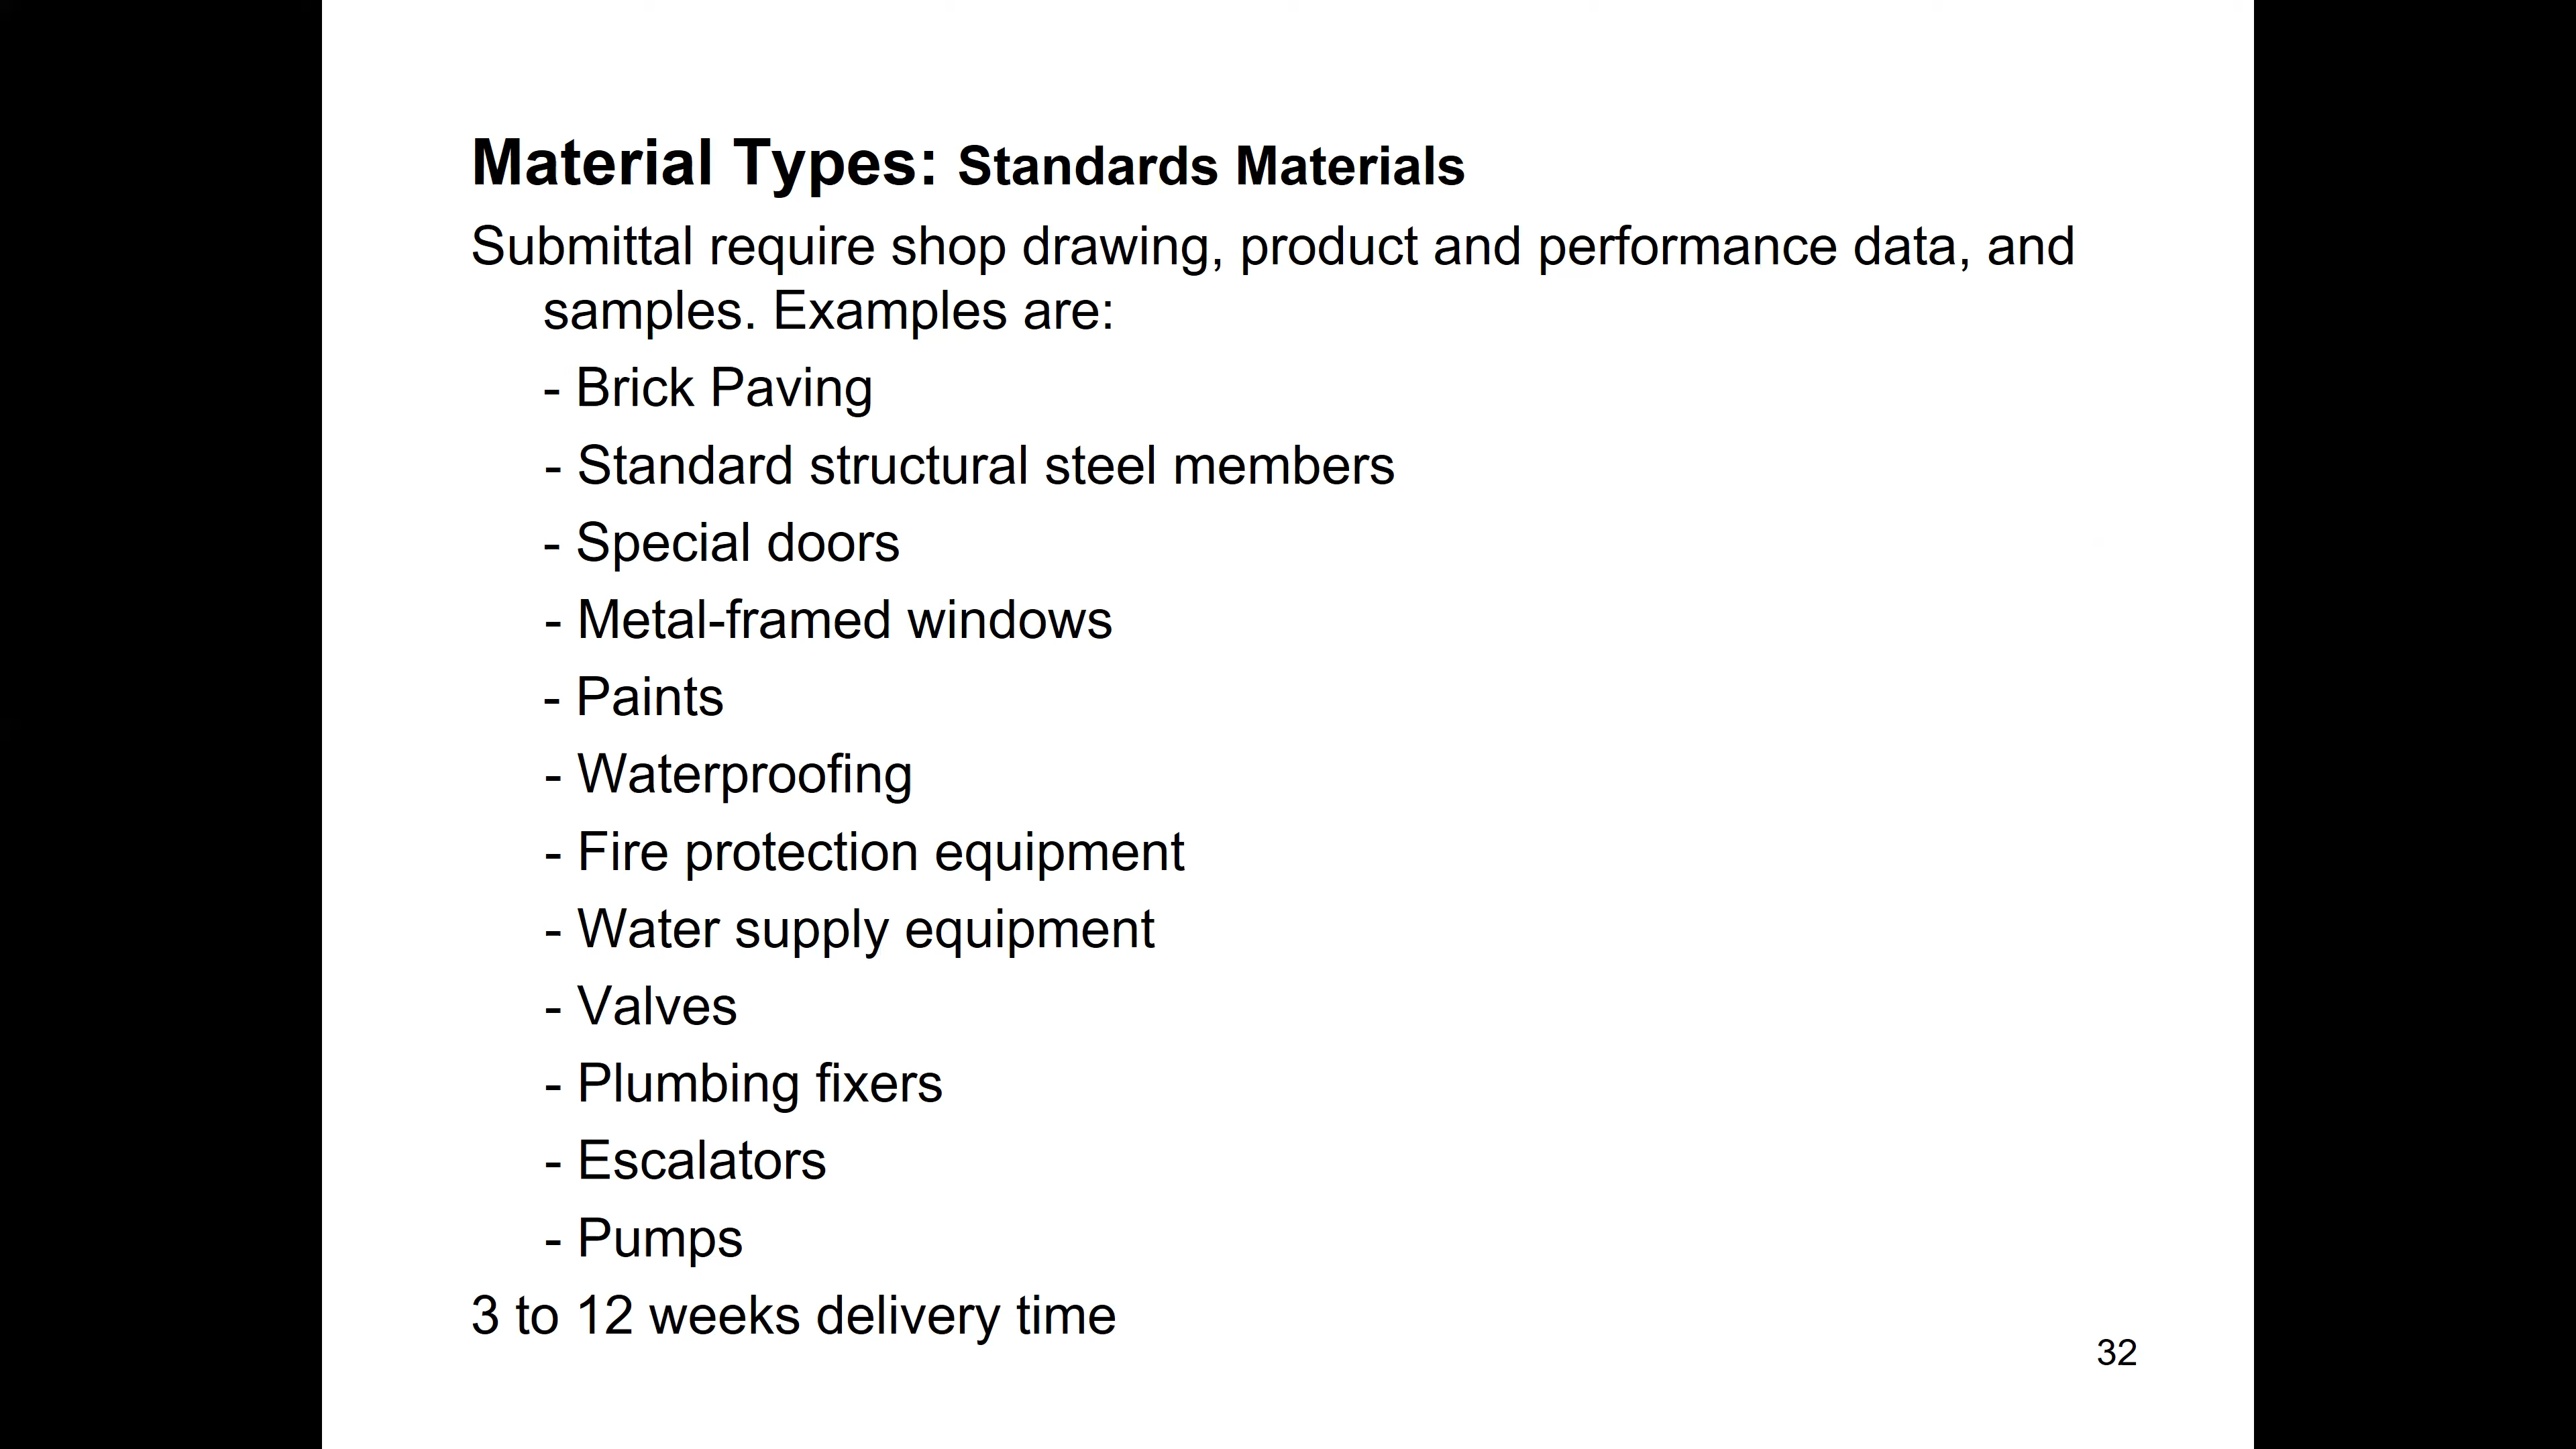 Material Types: Standards Materials
Submittal require shop drawing, product and performance data, and
samples. Examples are:
- Brick Paving
- Standard structural steel members
- Special doors
- Metal-framed windows
- Paints
- Waterproofing
- Fire protection equipment
- Water supply equipment
- Valves
- Plumbing fixers
- Escalators
- Pumps
3 to 12 weeks delivery time
32